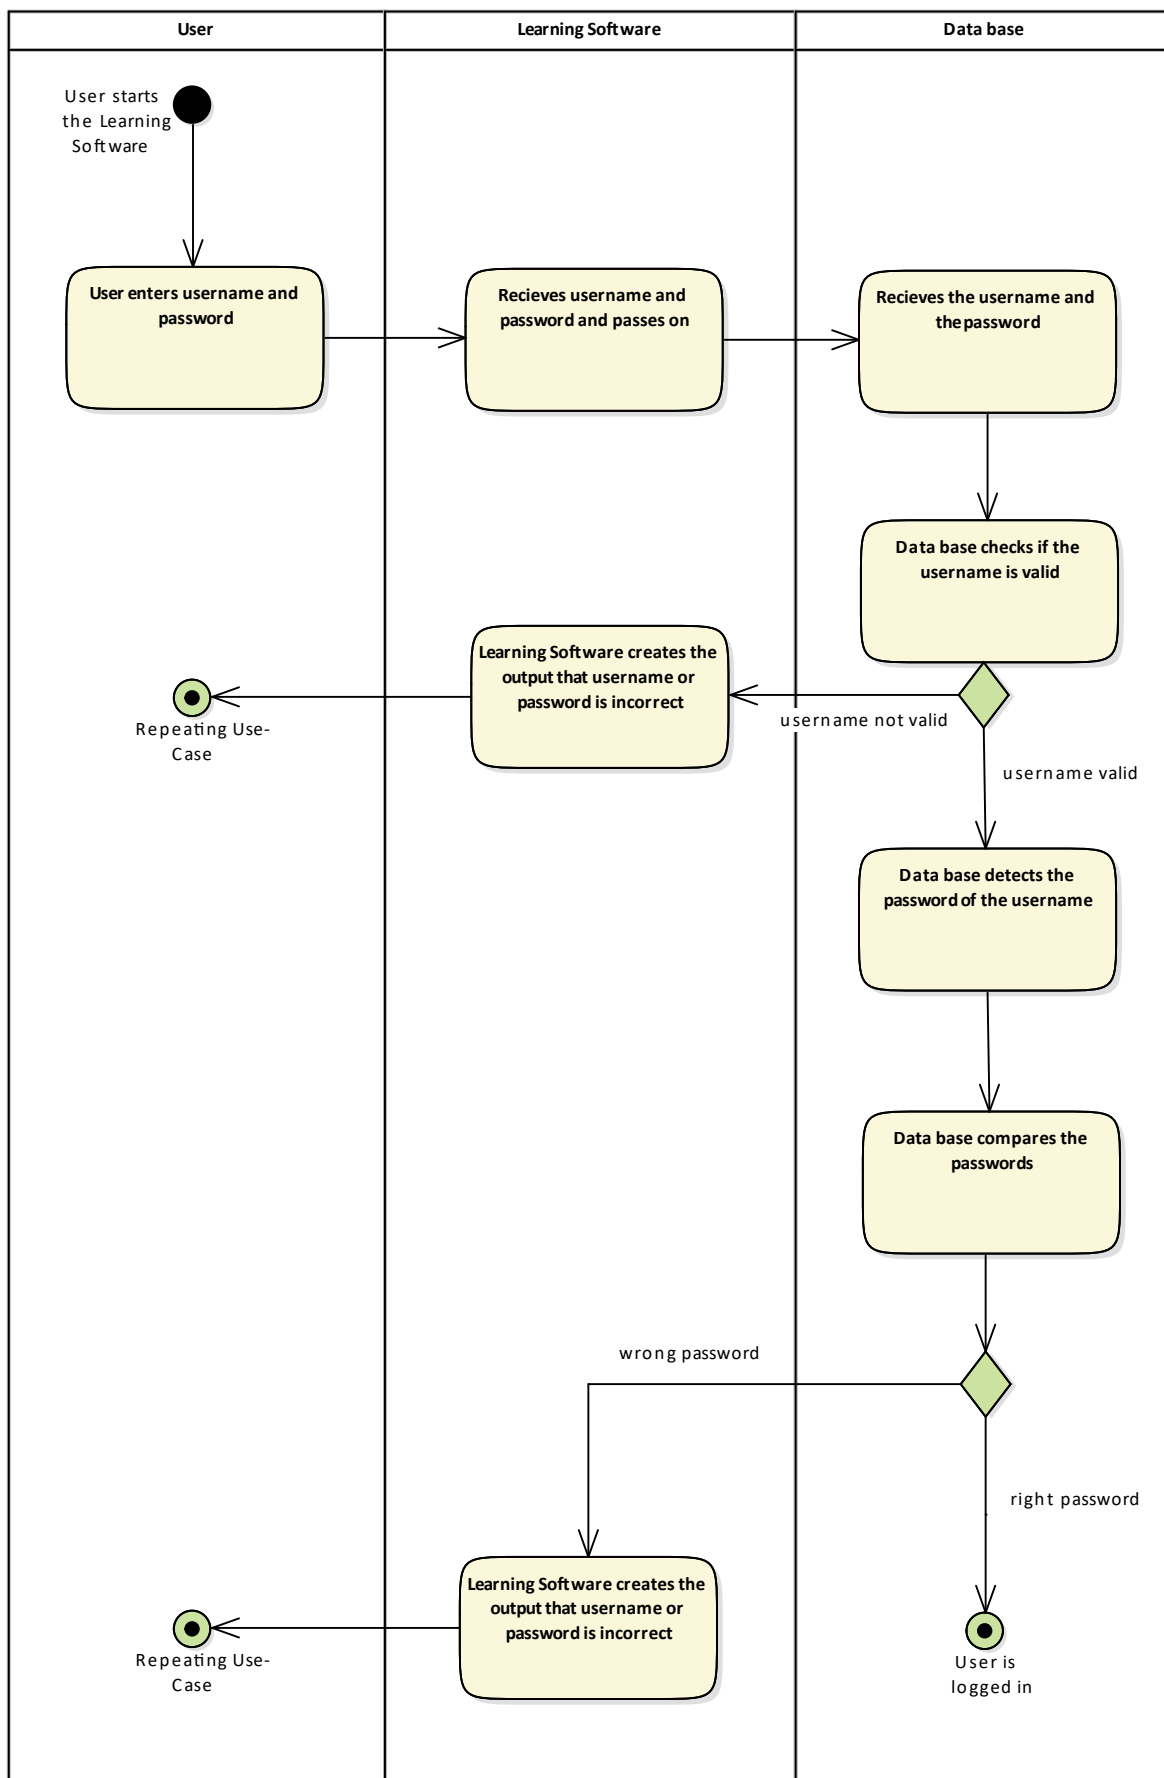 User
Learning Software
Data base
User starts
the Learning
Software
User enters username and
password
Recieves username and
password and passes on
Recieves the username and
the password
Data base checks if the
username is valid
Learning Software creates the
output that username or
password is incorrect
username not valid
Repeating Use-
Case
username valid
Data base detects the
password of the username
Data base compares the
passwords
wrong password
right password
Learning Software creates the
output that username or
password is incorrect
Repeating Use-
Case
User is
logged in